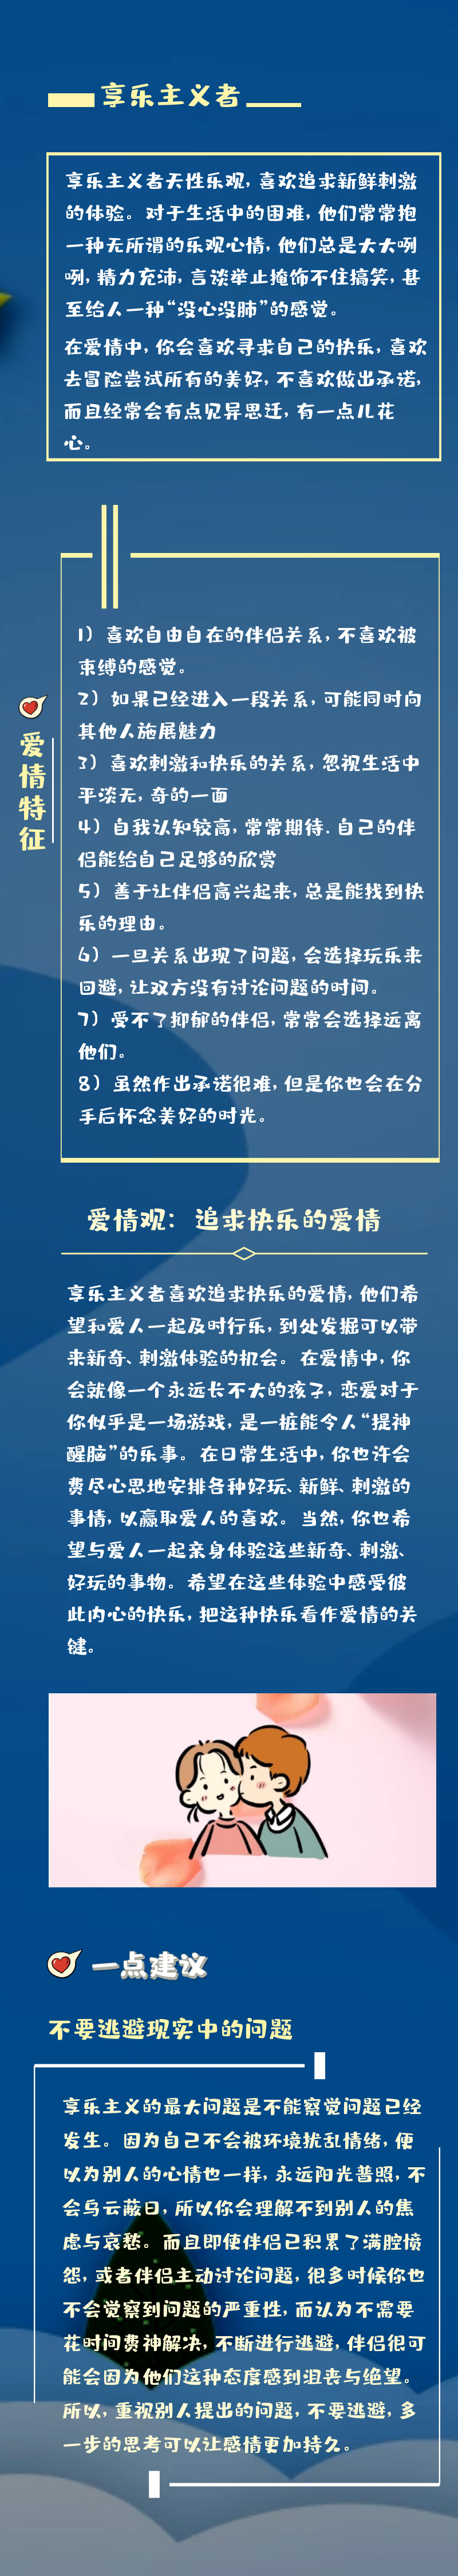 享乐主义者
享乐主义者天性乐观，喜欢追求新鲜刺激
的体验。对于生活中的困难，他们常常抱
一种无所谓的乐观心情，他们总是大大咧
咧，精力充沛，言谈举止掩饰不住搞笑，甚
至给人一种“没心没肺”的感觉。
在爱情中，你会喜欢寻求自己的快乐，喜欢
去冒险尝试所有的美好，不喜欢做出承诺，
而且经常会有点见异思迁，有一点儿花
心。
爱情特征
1）喜欢自由自在的伴侣关系，不喜欢被
束缚的感觉。
2）如果已经进入一段关系，可能同时向
其他人施展魅力
3）喜欢刺激和快乐的关系，忽视生活中
平淡无，奇的一面
4）自我认知较高，常常期待.自己的伴
侣能给自己足够的欣赏
5）善于让伴侣高兴起来，总是能找到快
乐的理由。
6）一旦关系出现了问题，会选择玩乐来
回避，让双方没有讨论问题的时间。
7）受不了抑郁的伴侣，常常会选择远离
他们。
8）虽然作出承诺很难，但是你也会在分
手后怀念美好的时光。
爱情观：追求快乐的爱情
享乐主义者喜欢追求快乐的爱情，他们希
望和爱人一起及时行乐，到处发掘可以带
来新奇、刺激体验的机会。在爱情中，你
会就像一个永远长不大的孩子，恋爱对于
你似乎是一场游戏，是一桩能令人“提神
醒脑”的乐事。在日常生活中，你也许会
费尽心思地安排各种好玩、新鲜、刺激的
事情，以赢取爱人的喜欢。当然，你也希
望与爱人一起亲身体验这些新奇、刺激、
好玩的事物。希望在这些体验中感受彼
此内心的快乐，把这种快乐看作爱情的关
键。
一点建议
不要逃避现实中的问题
享乐主义的最大问题是不能察觉问题已经
发生。因为自己不会被环境扰乱情绪，便
以为别人的心情也一样，永远阳光普照，不
会乌云蔽日，所以你会理解不到别人的焦
虑与哀愁。而且即使伴侣已积累了满腔愤
怨，或者伴侣主动讨论问题，很多时候你也
不会觉察到问题的严重性，而认为不需要
花时间费神解决，不断进行逃避，伴侣很可
能会因为他们这种态度感到沮丧与绝望。
所以，重视别人提出的问题，不要逃避，多
一步的思考可以让感情更加持久。